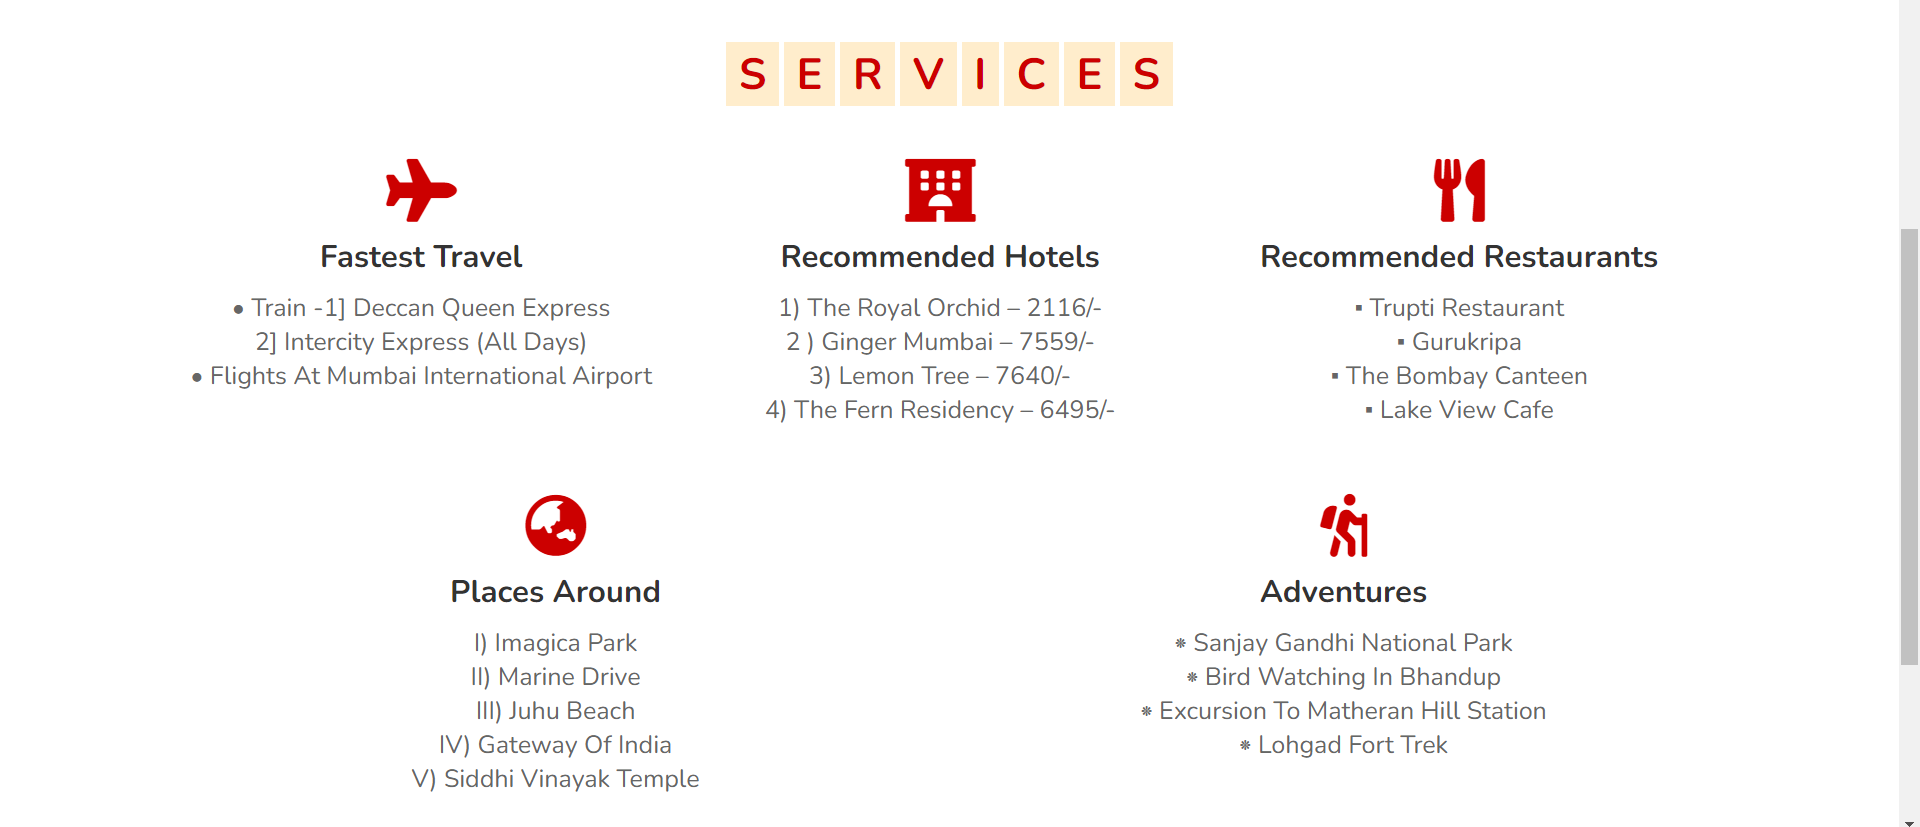 SERVICES
Fastest Travel
• Train -1] Deccan Queen Express
2] Intercity Express (All Days)
• Flights At Mumbai International Airport
Recommended Hotels
1) The Royal Orchid – 2116/-
2 ) Ginger Mumbai – 7559/-
3) Lemon Tree – 7640/-
4) The Fern Residency – 6495/-
Recommended Restaurants
▪ Trupti Restaurant
▪ Gurukripa
▪ The Bombay Canteen
▪ Lake View Cafe
Places Around
I) Imagica Park
II) Marine Drive
III) Juhu Beach
IV) Gateway Of India
V) Siddhi Vinayak Temple
Adventures
⁕ Sanjay Gandhi National Park
⁕ Bird Watching In Bhandup
⁕ Excursion To Matheran Hill Station
⁕ Lohgad Fort Trek